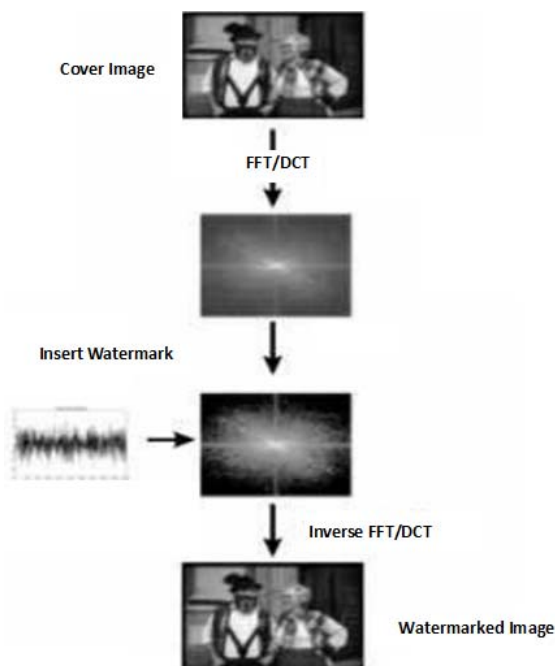 Cover Image
FFT/DCT
Insert Watermark
Inverse FFT/DCT
Watermarked Image